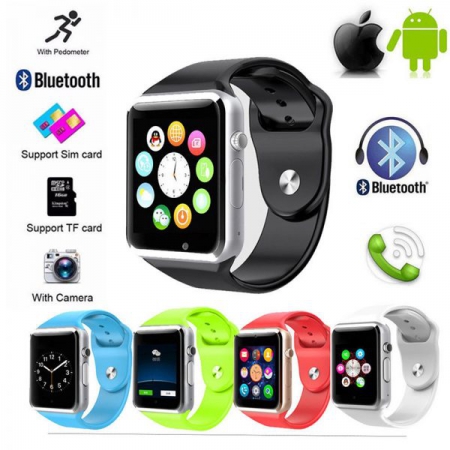 With Pedometer
Bluetooth
Support Sim card
Support TF card
With Camera
Bluetooth®